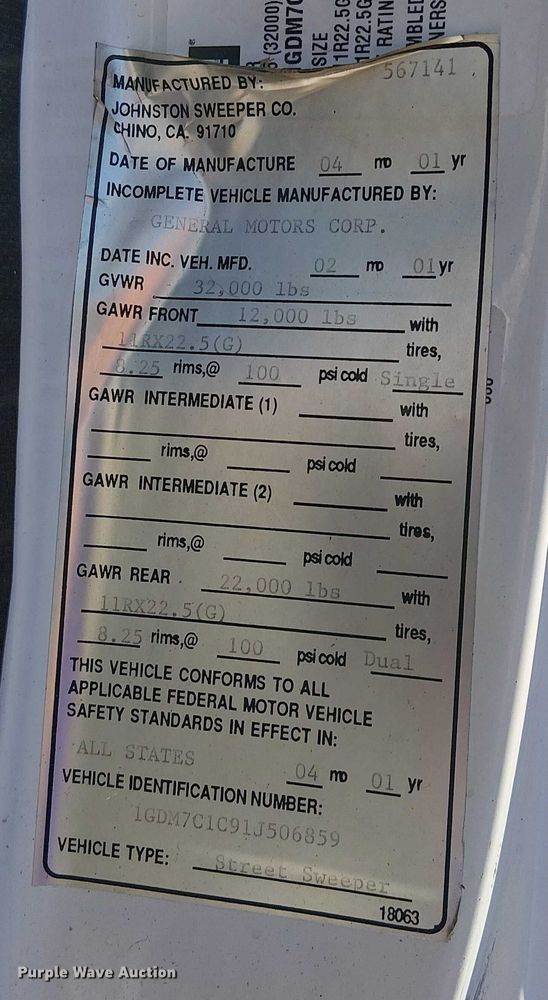 (32000)
SIZE
11R22.5G
1R22.5G
567141
MANUFACTURED BY:
JOHNSTON SWEEPER CO.
CHINO, CA. 91710
DATE OF MANUFACTURE 04 mo 01 yr
INCOMPLETE VEHICLE MANUFACTURED BY:
GENERAL MOTORS CORP.
DATE INC. VEH. MFD. 02 mo 01 yr
GVWR 32,000 lbs
GAWR FRONT 12,000 lbs with
11RX22.5(G) tires,
8.25 rims,@ 100 psi cold Single
GAWR INTERMEDIATE (1) with
tires,
rims,@ psi cold
GAWR INTERMEDIATE (2) with
tires,
rims,@ psi cold
GAWR REAR 22,000 lbs with
11RX22.5(G) tires,
8.25 rims,@ 100 psi cold Dual
THIS VEHICLE CONFORMS TO ALL
APPLICABLE FEDERAL MOTOR VEHICLE
SAFETY STANDARDS IN EFFECT IN:
ALL STATES 04 mo 01 yr
VEHICLE IDENTIFICATION NUMBER:
1GDM7C1C91J506859
VEHICLE TYPE: Street Sweeper
18063
Purple Wave Auction